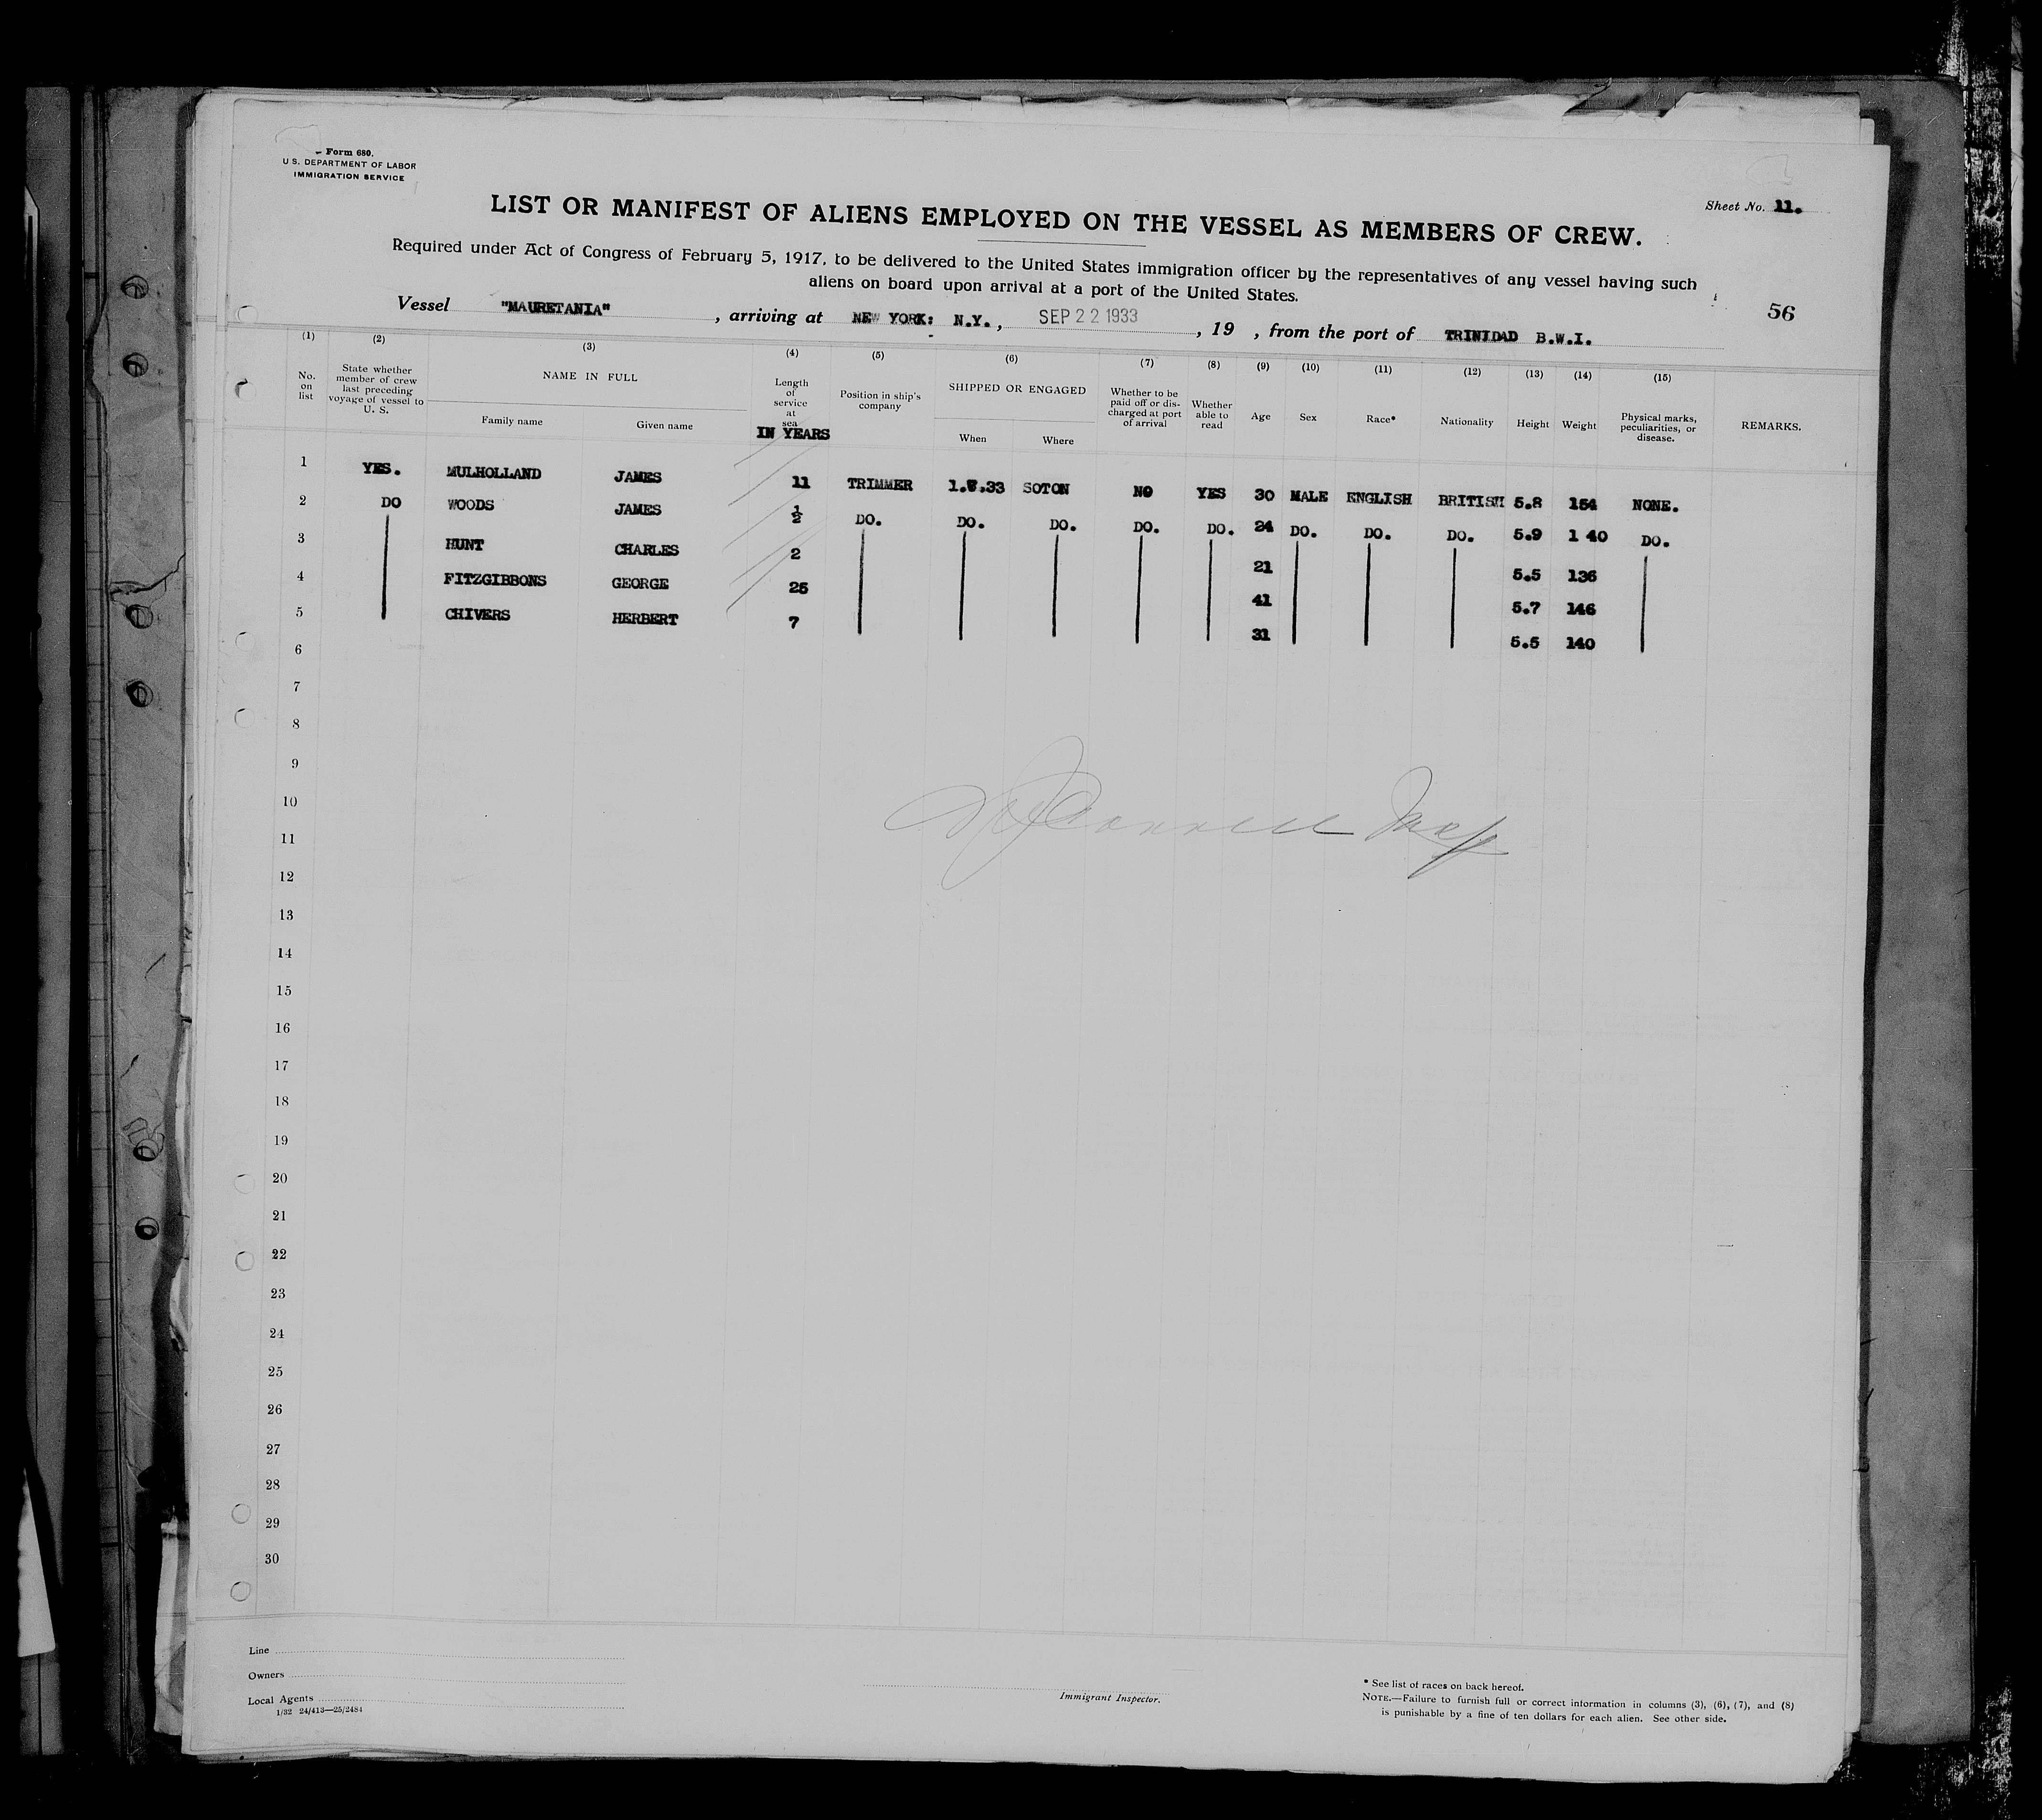 Form 680.
U. S. DEPARTMENT OF LABOR
IMMIGRATION SERVICE
Sheet No. 11.
LIST OR MANIFEST OF ALIENS EMPLOYED ON THE VESSEL AS MEMBERS OF CREW.
Required under Act of Congress of February 5, 1917, to be delivered to the United States immigration officer by the representatives of any vessel having such
aliens on board upon arrival at a port of the United States.
56
Vessel "MAURETANIA", arriving at NEW YORK: N.Y., SEP 22 1933, 19 , from the port of TRINIDAD B.W.I.
(1) (2) (3) (4) (5) (6) (7) (8) (9) (10) (11) (12) (13) (14) (15)
No. on list
State whether member of crew last preceding voyage of vessel to U. S.
NAME IN FULL
Family name Given name
Length of service at sea
IN YEARS
Position in ship's company
SHIPPED OR ENGAGED
When Where
Whether to be paid off or discharged at port of arrival
Whether able to read
Age
Sex
Race*
Nationality
Height
Weight
Physical marks, peculiarities, or disease.
REMARKS.
1 YES. MULHOLLAND JAMES 11 TRIMMER 33 SOTON NO YES 30 MALE ENGLISH BRITISH 5.8 154 NONE.
2 DO WOODS JAMES ½ DO. DO. DO. DO. DO. 24 DO. DO. DO. 5.9 1 40 DO.
3 HUNT CHARLES 2 21 5.5 136
4 FITZGIBBONS GEORGE 25 41 5.7 146
5 CHIVERS HERBERT 7 31 5.5 140
6
7
8
9
10
11
12
13
14
15
16
17
18
19
20
21
22
23
24
25
26
27
28
29
30
Line
Owners
Local Agents
1/32 24/413—25/2484
Immigrant Inspector.
* See list of races on back hereof.
NOTE.—Failure to furnish full or correct information in columns (3), (6), (7), and (8)
is punishable by a fine of ten dollars for each alien. See other side.